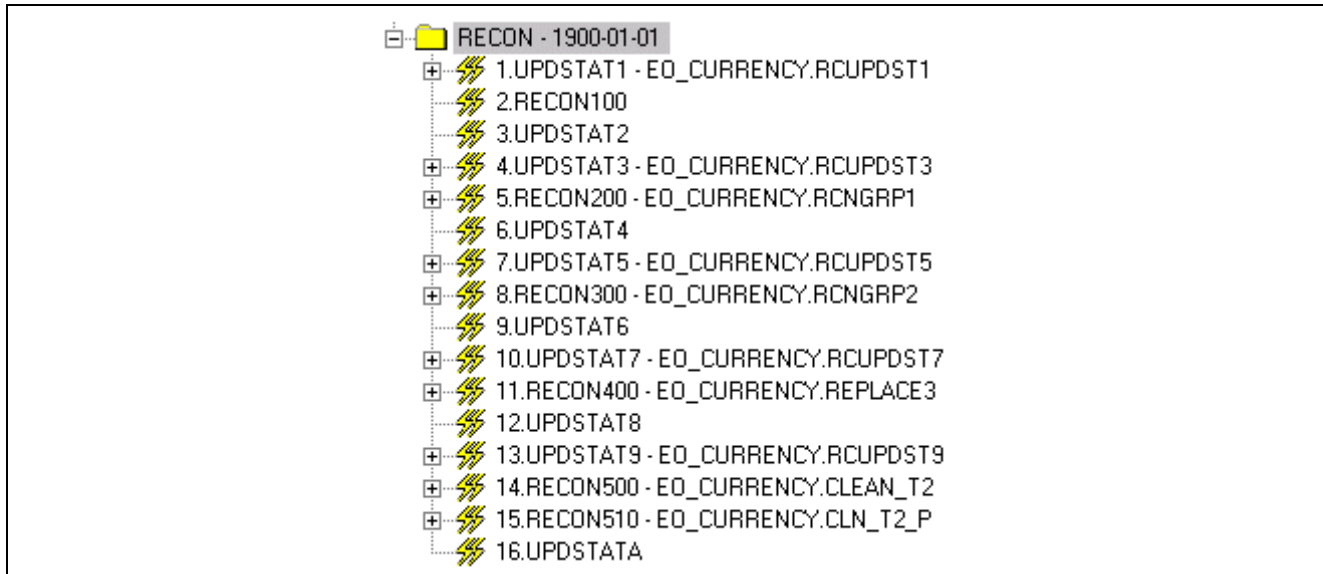 RECON - 1900-01-01
1.UPDSTAT1 - EO_CURRENCY.RCUPDST1
2.RECON100
3.UPDSTAT2
4.UPDSTAT3 - EO_CURRENCY.RCUPDST3
5.RECON200 - EO_CURRENCY.RCNGRP1
6.UPDSTAT4
7.UPDSTAT5 - EO_CURRENCY.RCUPDST5
8.RECON300 - EO_CURRENCY.RCNGRP2
9.UPDSTAT6
10.UPDSTAT7 - EO_CURRENCY.RCUPDST7
11.RECON400 - EO_CURRENCY.REPLACE3
12.UPDSTAT8
13.UPDSTAT9 - EO_CURRENCY.RCUPDST9
14.RECON500 - EO_CURRENCY.CLEAN_T2
15.RECON510 - EO_CURRENCY.CLN_T2_P
16.UPDSTATA